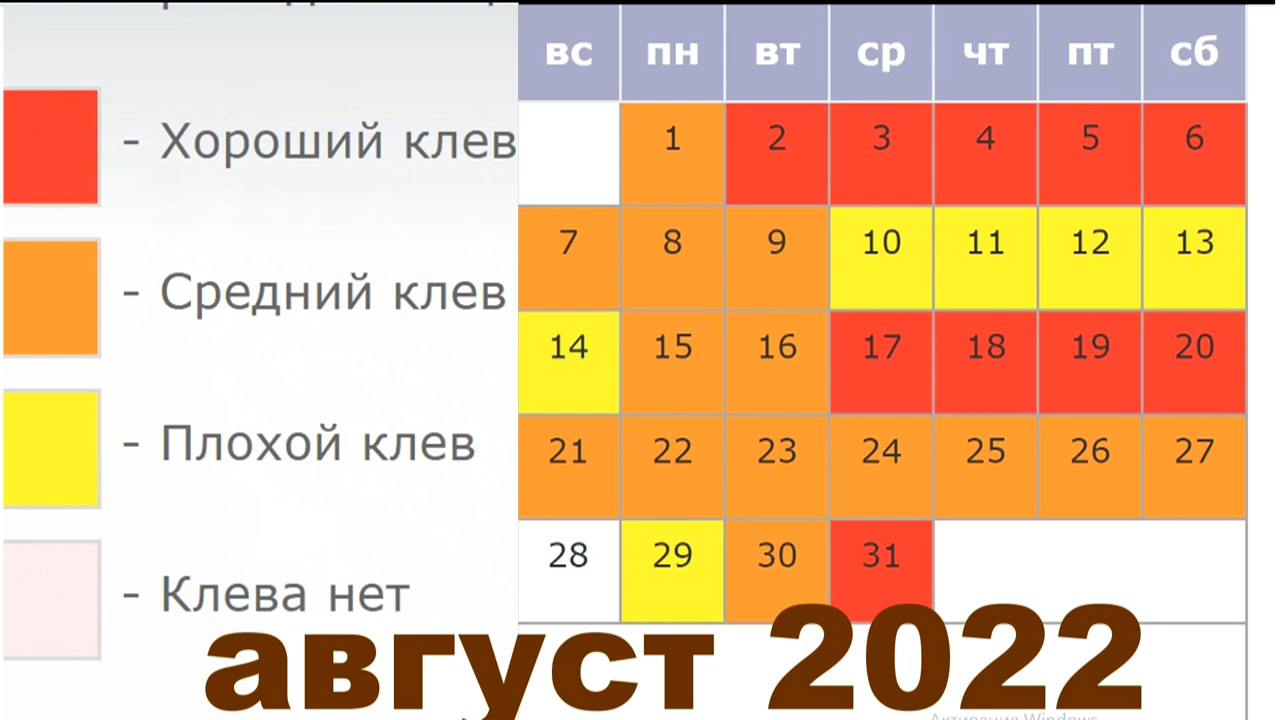 - Хороший клев
- Средний клев
- Плохой клев
- Клева нет
вс пн вт ср чт пт сб
1 2 3 4 5 6
7 8 9 10 11 12 13
14 15 16 17 18 19 20
21 22 23 24 25 26 27
28 29 30 31
август 2022
Активация Windows